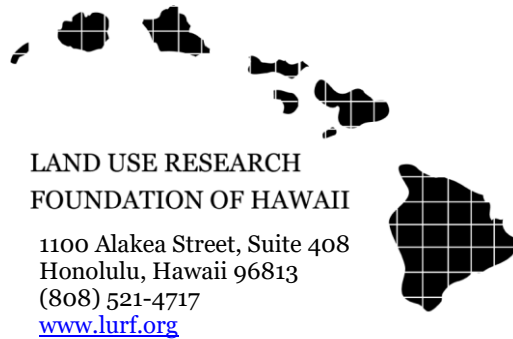 LAND USE RESEARCH
FOUNDATION OF HAWAII
1100 Alakea Street, Suite 408
Honolulu, Hawaii 96813
(808) 521-4717
www.lurf.org